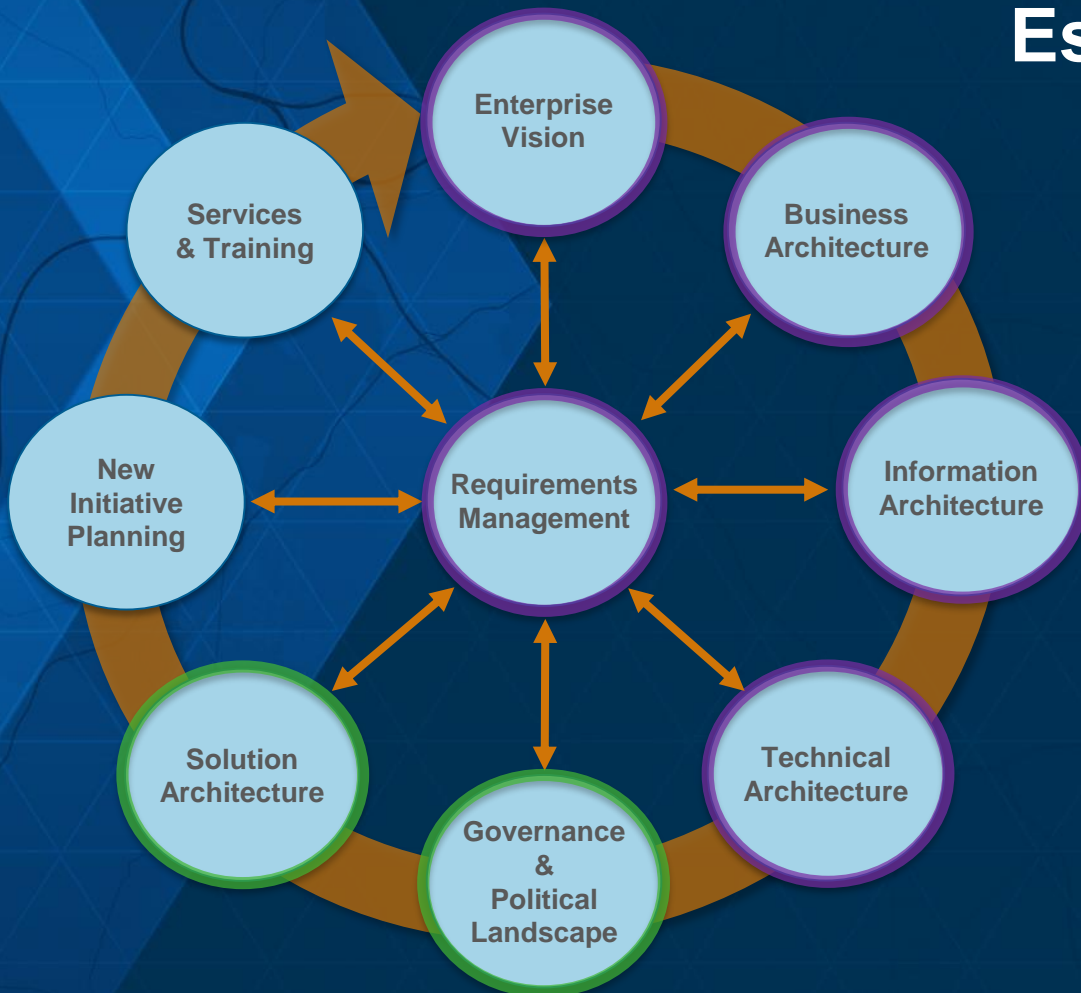 Es
Enterprise
Vision
Business
Architecture
Information
Architecture
Technical
Architecture
Governance
&
Political
Landscape
Solution
Architecture
New
Initiative
Planning
Services
& Training
Requirements
Management